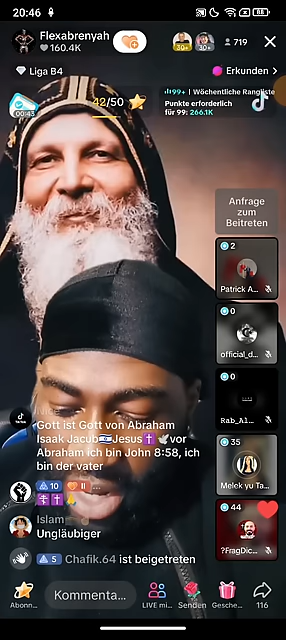 20:46
88
Flexabrenyah
160.4K
30+
30+
719
Liga B4
Erkunden >
00:43
42/50
99+ | Wöchentliche Rangliste
Punkte erforderlich
für 99: 266.1K
Anfrage
zum
Beitreten
2
Patrick A...
0
official_d...
0
Rab_Al...
35
Melek yu Ta...
44
?FragDic...
Gott ist Gott von Abraham
Isaak Jacub🇮🇱Jesus✝️🕊️vor
Abraham ich bin John 8:58, ich
bin der vater
10
II
Islam
Ungläubiger
5 Chafik.64 ist beigetreten
Abonn...
Kommenta...
LIVE mi...
Senden
Gesche...
116